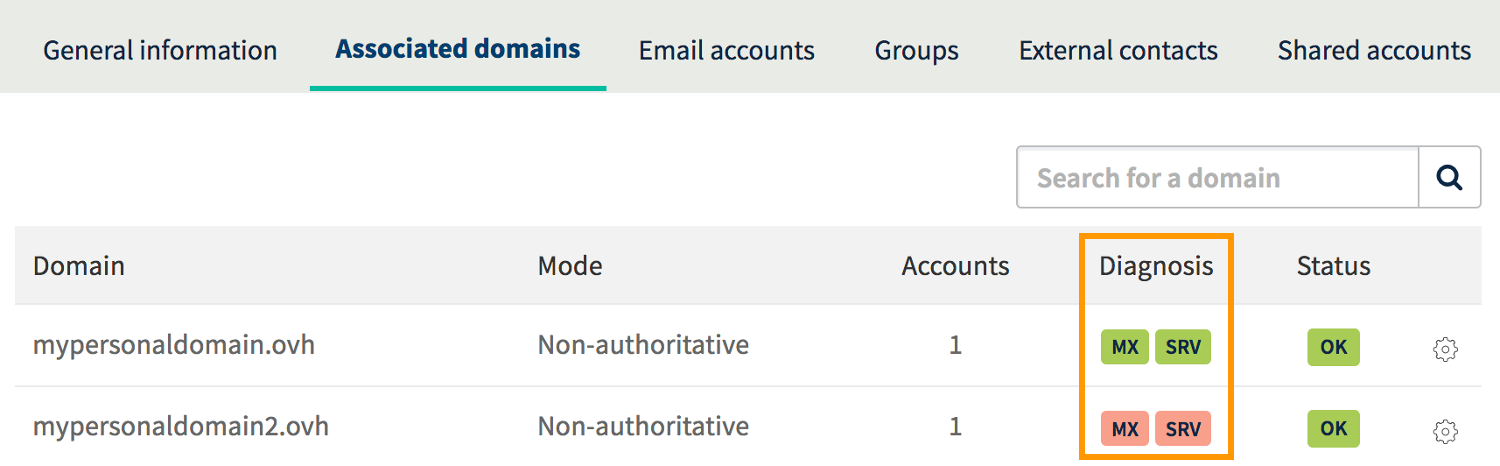 General information Associated domains Email accounts Groups External contacts Shared accounts
Search for a domain
Domain Mode Accounts Diagnosis Status
mypersonaldomain.ovh Non-authoritative 1 MX SRV OK
mypersonaldomain2.ovh Non-authoritative 1 MX SRV OK